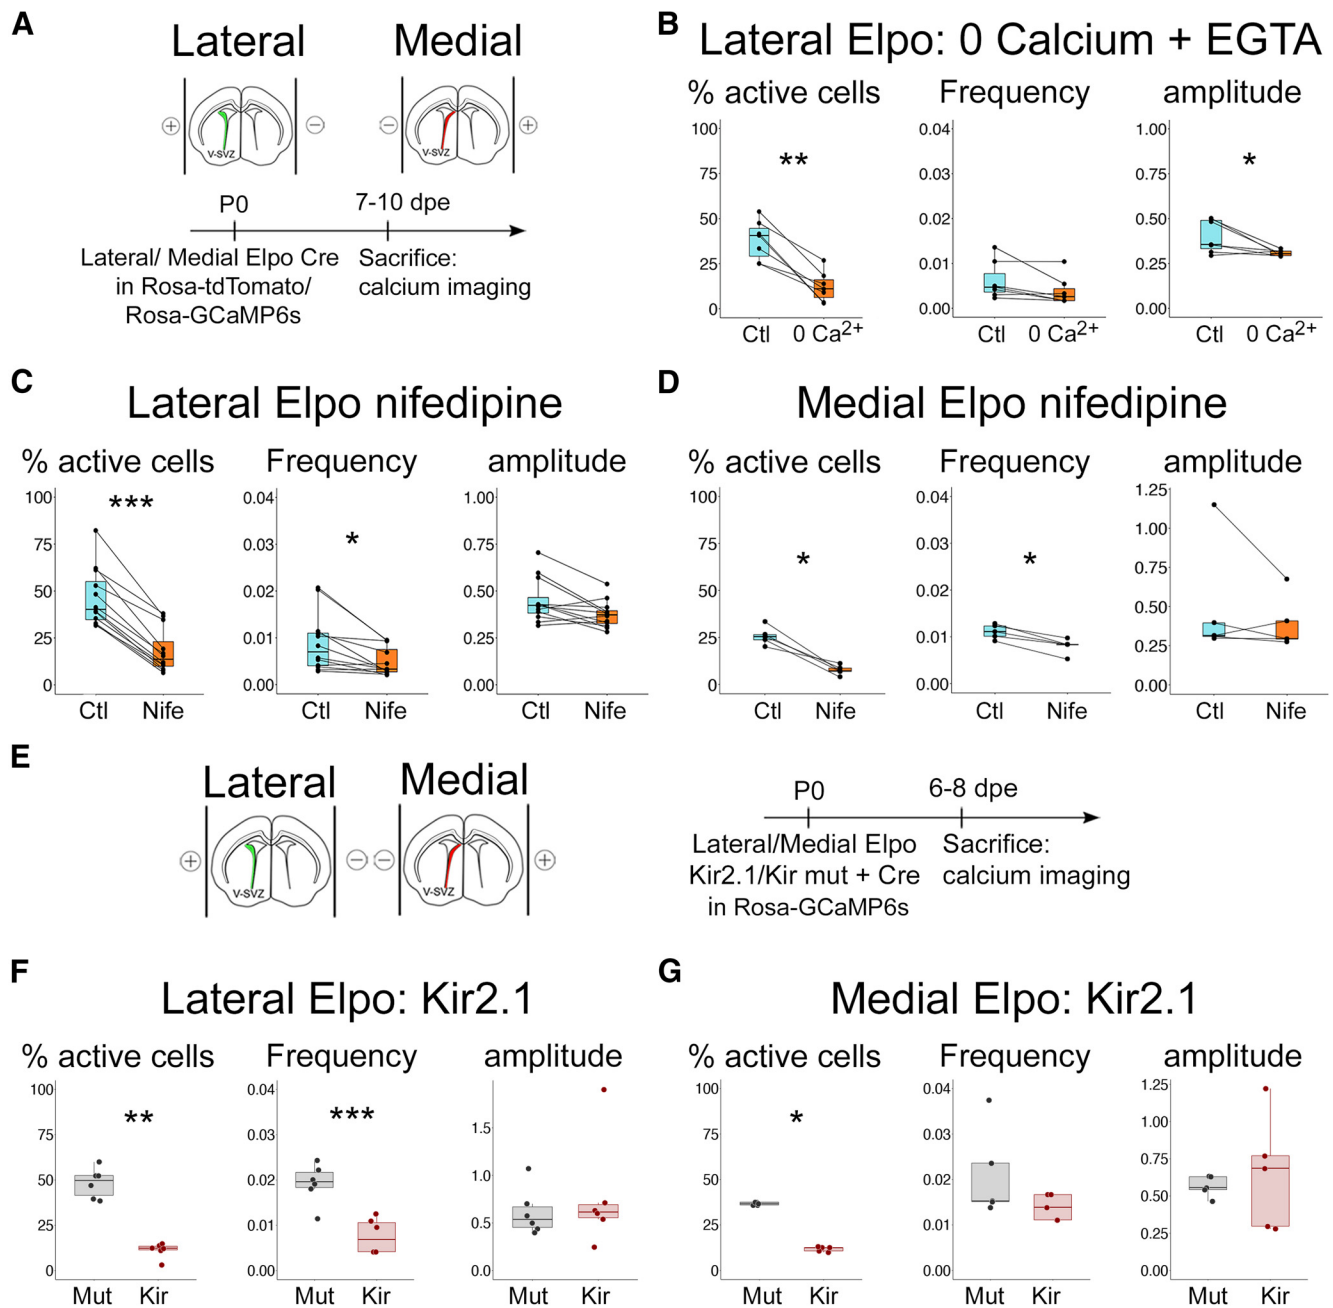 A
Lateral
Medial
+
−
−
+
V-SVZ
V-SVZ
P0
7-10 dpe
Lateral/ Medial Elpo Cre
in Rosa-tdTomato/
Rosa-GCaMP6s
Sacrifice:
calcium imaging
B
Lateral Elpo: 0 Calcium + EGTA
% active cells
100
75
50
25
0
**
Ctl
0 Ca²⁺
Frequency
0.04
0.03
0.02
0.01
0.00
Ctl
0 Ca²⁺
amplitude
1.00
0.75
0.50
0.25
0.00
*
Ctl
0 Ca²⁺
C
Lateral Elpo nifedipine
% active cells
100
75
50
25
0
***
Ctl
Nife
Frequency
0.04
0.03
0.02
0.01
0.00
*
Ctl
Nife
amplitude
1.00
0.75
0.50
0.25
0.00
Ctl
Nife
D
Medial Elpo nifedipine
% active cells
100
75
50
25
0
*
Ctl
Nife
Frequency
0.04
0.03
0.02
0.01
0.00
*
Ctl
Nife
amplitude
1.25
1.00
0.75
0.50
0.25
0.00
Ctl
Nife
E
Lateral
Medial
+
−
−
+
V-SVZ
V-SVZ
P0
6-8 dpe
Lateral/Medial Elpo
Kir2.1/Kir mut + Cre
in Rosa-GCaMP6s
Sacrifice:
calcium imaging
F
Lateral Elpo: Kir2.1
% active cells
100
75
50
25
0
**
Mut
Kir
Frequency
0.04
0.03
0.02
0.01
0.00
***
Mut
Kir
amplitude
1.5
1.0
0.5
0.0
Mut
Kir
G
Medial Elpo: Kir2.1
% active cells
100
75
50
25
0
*
Mut
Kir
Frequency
0.04
0.03
0.02
0.01
0.00
Mut
Kir
amplitude
1.25
1.00
0.75
0.50
0.25
0.00
Mut
Kir